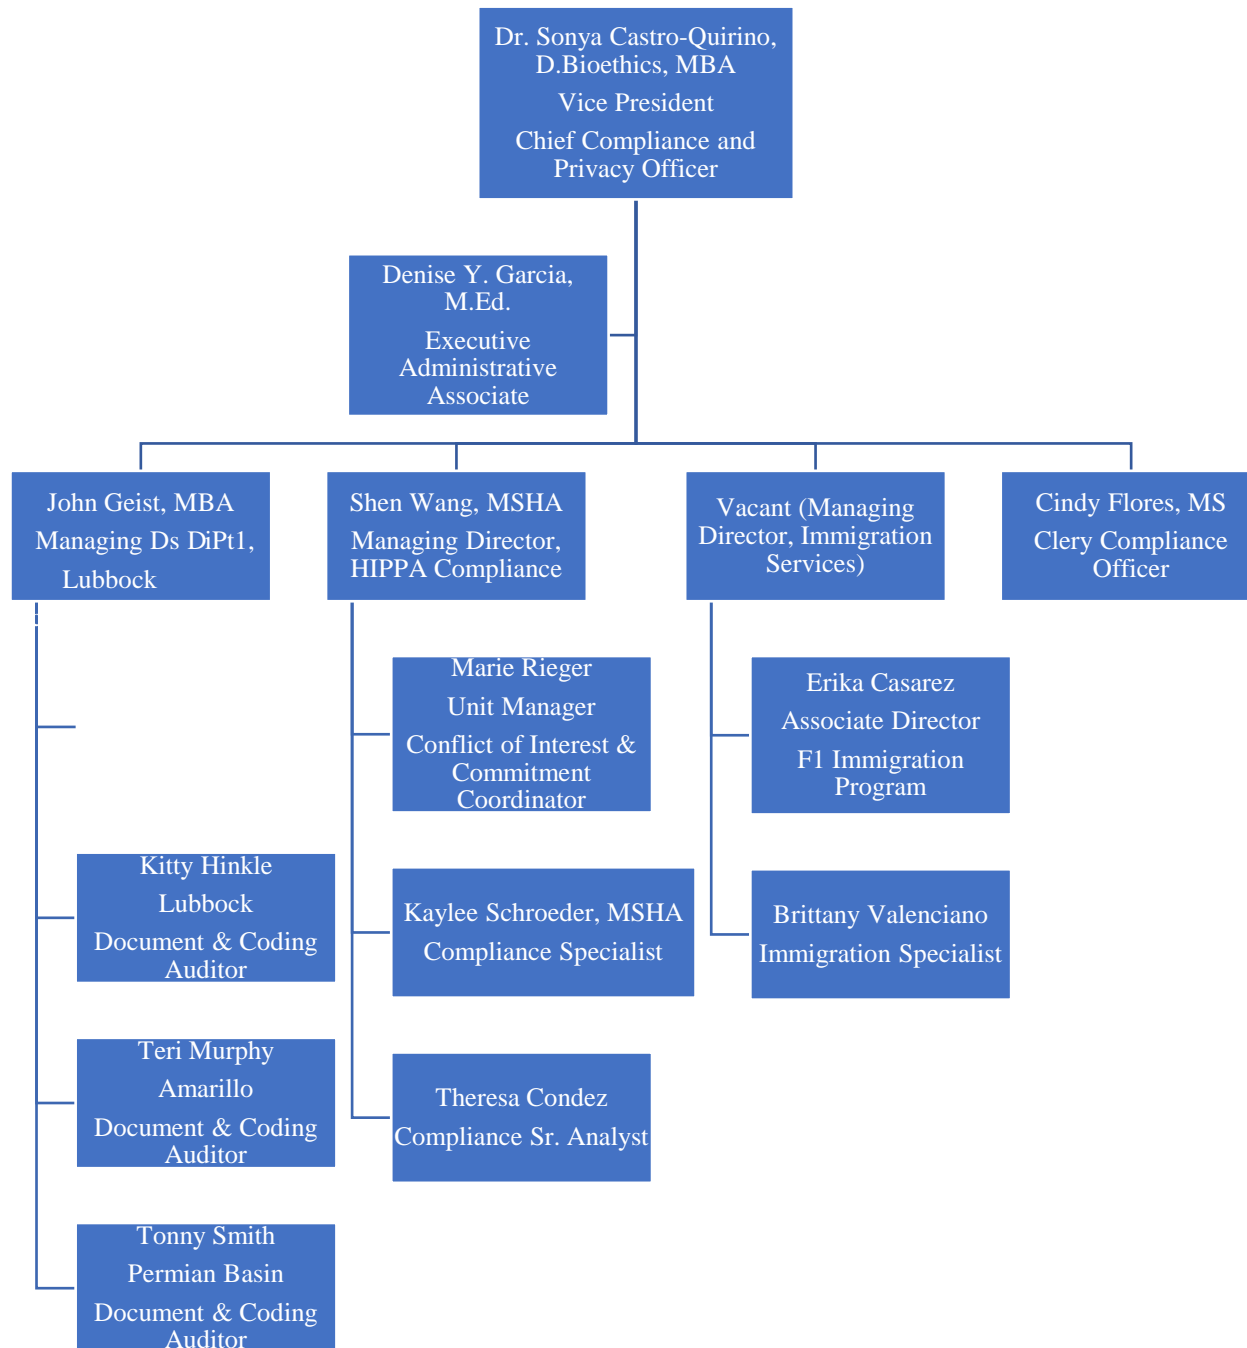 Dr. Sonya Castro-Quirino,
D.Bioethics, MBA
Vice President
Chief Compliance and
Privacy Officer
Denise Y. Garcia,
M.Ed.
Executive
Administrative
Associate
John Geist, MBA
Managing Ds DiPt1,
Lubbock
Shen Wang, MSHA
Managing Director,
HIPPA Compliance
Vacant (Managing
Director, Immigration
Services)
Cindy Flores, MS
Clery Compliance
Officer
Marie Rieger
Unit Manager
Conflict of Interest &
Commitment
Coordinator
Erika Casarez
Associate Director
F1 Immigration
Program
Kitty Hinkle
Lubbock
Document & Coding
Auditor
Kaylee Schroeder, MSHA
Compliance Specialist
Brittany Valenciano
Immigration Specialist
Teri Murphy
Amarillo
Document & Coding
Auditor
Theresa Condez
Compliance Sr. Analyst
Tonny Smith
Permian Basin
Document & Coding
Auditor